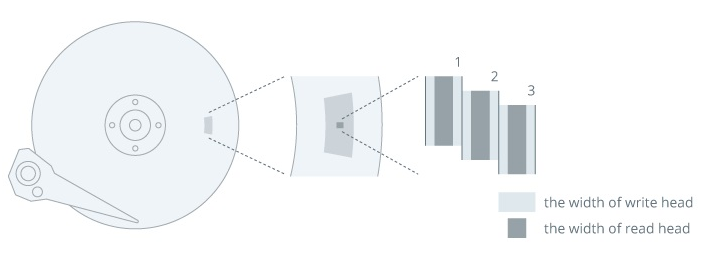 1
2
3
the width of write head
the width of read head